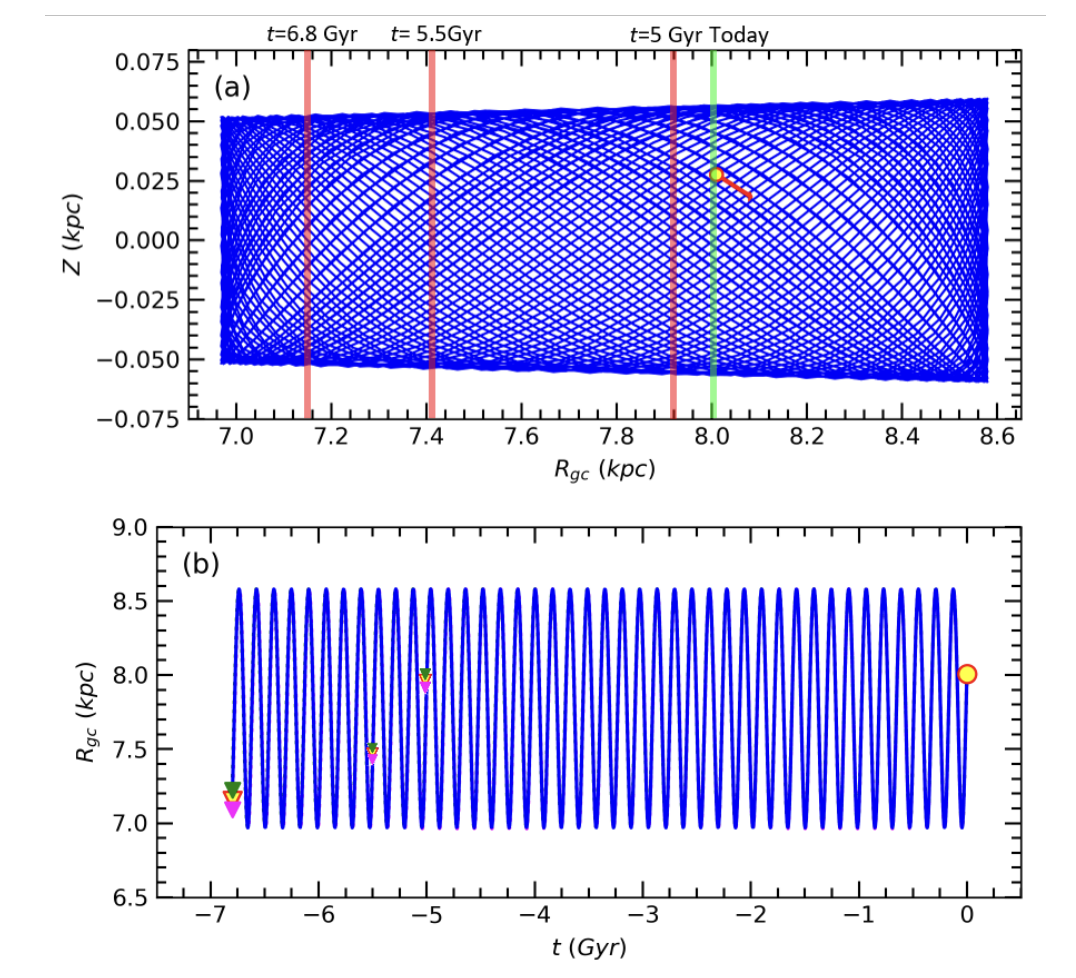 t=6.8 Gyr t= 5.5Gyr t=5 Gyr Today
(a)
0.075
0.050
0.025
0.000
−0.025
−0.050
−0.075
Z (kpc)
7.0 7.2 7.4 7.6 7.8 8.0 8.2 8.4 8.6
Rgc (kpc)
(b)
9.0
8.5
8.0
7.5
7.0
6.5
Rgc (kpc)
−7 −6 −5 −4 −3 −2 −1 0
t (Gyr)